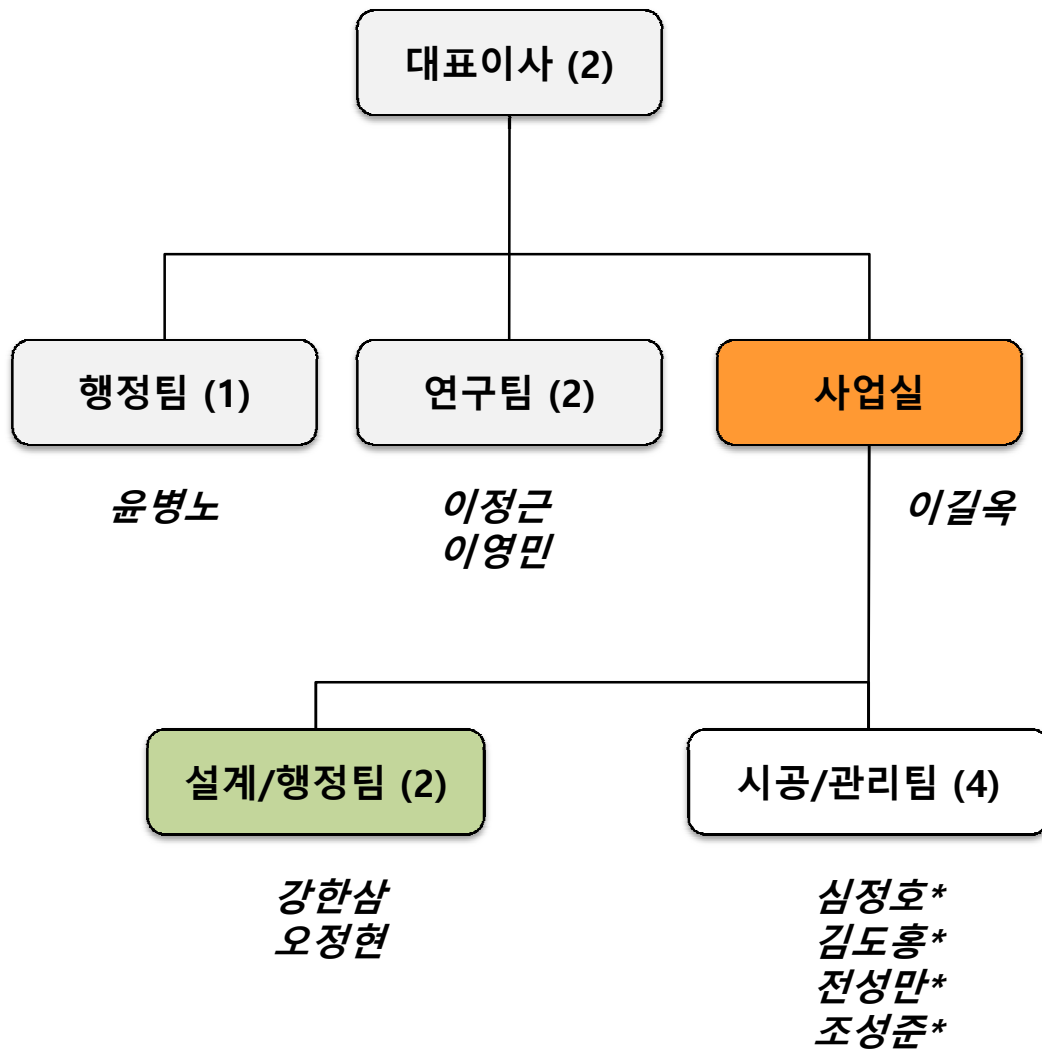 대표이사 (2)
행정팀 (1)
연구팀 (2)
사업실
윤병노
이정근
이영민
이길옥
설계/행정팀 (2)
시공/관리팀 (4)
강한삼
오정현
심정호*
김도홍*
전성만*
조성준*